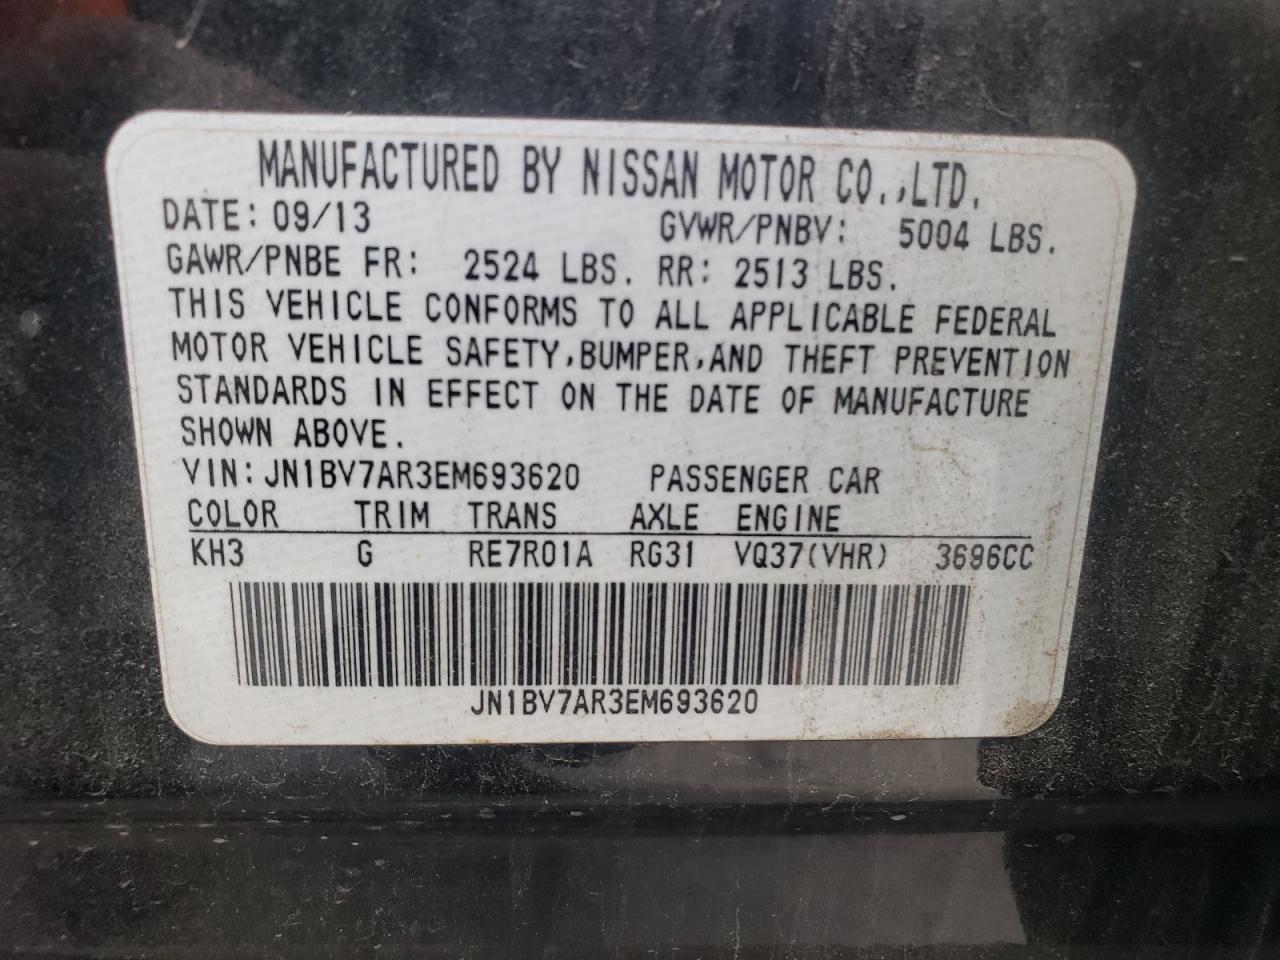 MANUFACTURED BY NISSAN MOTOR CO.,LTD.
DATE: 09/13 GVWR/PNBV: 5004 LBS.
GAWR/PNBE FR: 2524 LBS. RR: 2513 LBS.
THIS VEHICLE CONFORMS TO ALL APPLICABLE FEDERAL
MOTOR VEHICLE SAFETY,BUMPER,AND THEFT PREVENTION
STANDARDS IN EFFECT ON THE DATE OF MANUFACTURE
SHOWN ABOVE.
VIN:JN1BV7AR3EM693620 PASSENGER CAR
COLOR TRIM TRANS AXLE ENGINE
KH3 G RE7R01A RG31 VQ37(VHR) 3696CC
JN1BV7AR3EM693620